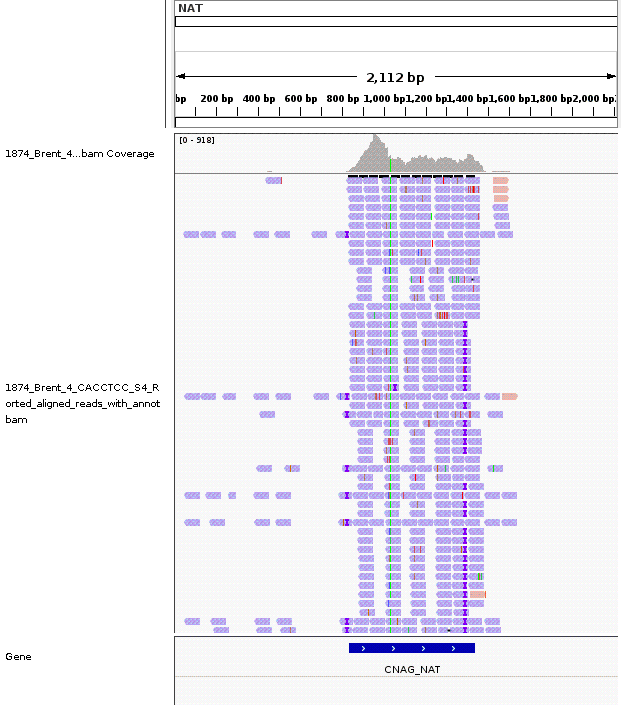 NAT
2,112 bp
bp 200 bp 400 bp 600 bp 800 bp 1,000 bp 1,200 bp 1,400 bp 1,600 bp 1,800 bp 2,000 bp
[0 - 918]
1874_Brent_4...bam Coverage
1874_Brent_4_CACCTCC_S4_R
orted_aligned_reads_with_annot
bam
Gene
CNAG_NAT